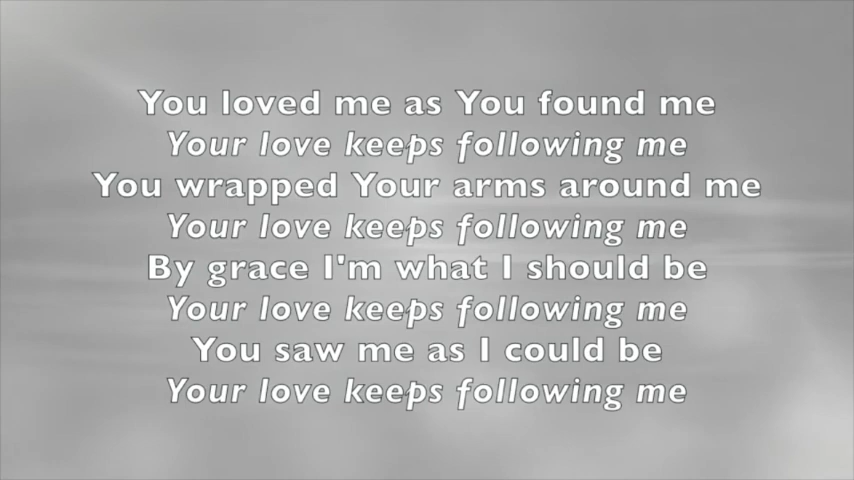 You loved me as You found me
Your love keeps following me
You wrapped Your arms around me
Your love keeps following me
By grace I'm what I should be
Your love keeps following me
You saw me as I could be
Your love keeps following me